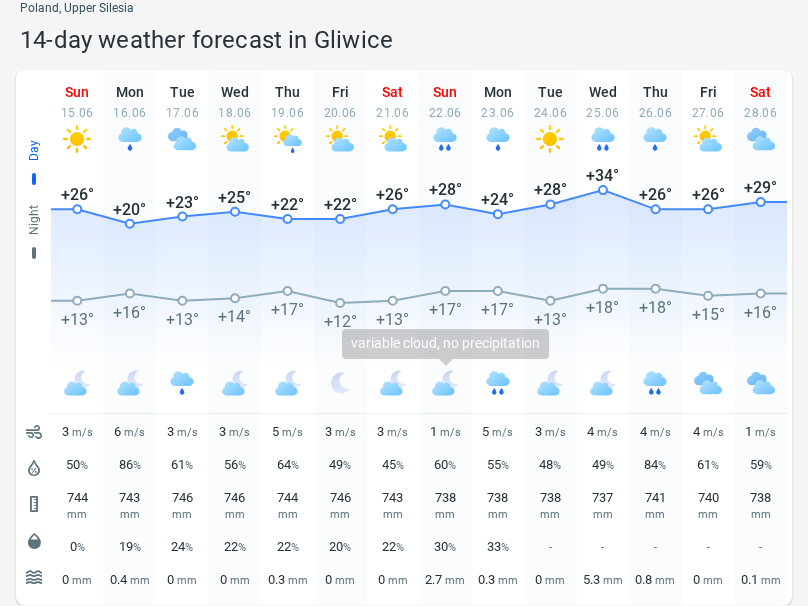 Poland, Upper Silesia
14-day weather forecast in Gliwice
Sun Mon Tue Wed Thu Fri Sat Sun Mon Tue Wed Thu Fri Sat
15.06 16.06 17.06 18.06 19.06 20.06 21.06 22.06 23.06 24.06 25.06 26.06 27.06 28.06
Day
+26° +20° +23° +25° +22° +22° +26° +28° +24° +28° +34° +26° +26° +29°
Night
+13° +16° +13° +14° +17° +12° +13° +17° +17° +13° +18° +18° +15° +16°
variable cloud, no precipitation
3 m/s 6 m/s 3 m/s 3 m/s 5 m/s 3 m/s 3 m/s 1 m/s 5 m/s 3 m/s 4 m/s 4 m/s 4 m/s 1 m/s
50% 86% 61% 56% 64% 49% 45% 60% 55% 48% 49% 84% 61% 59%
744 743 746 746 744 746 743 738 738 738 737 741 740 738
mm mm mm mm mm mm mm mm mm mm mm mm mm mm
0% 19% 24% 22% 22% 20% 22% 30% 33% - - - - -
0 mm 0.4 mm 0 mm 0 mm 0.3 mm 0 mm 0 mm 2.7 mm 0.3 mm 0 mm 5.3 mm 0.8 mm 0 mm 0.1 mm